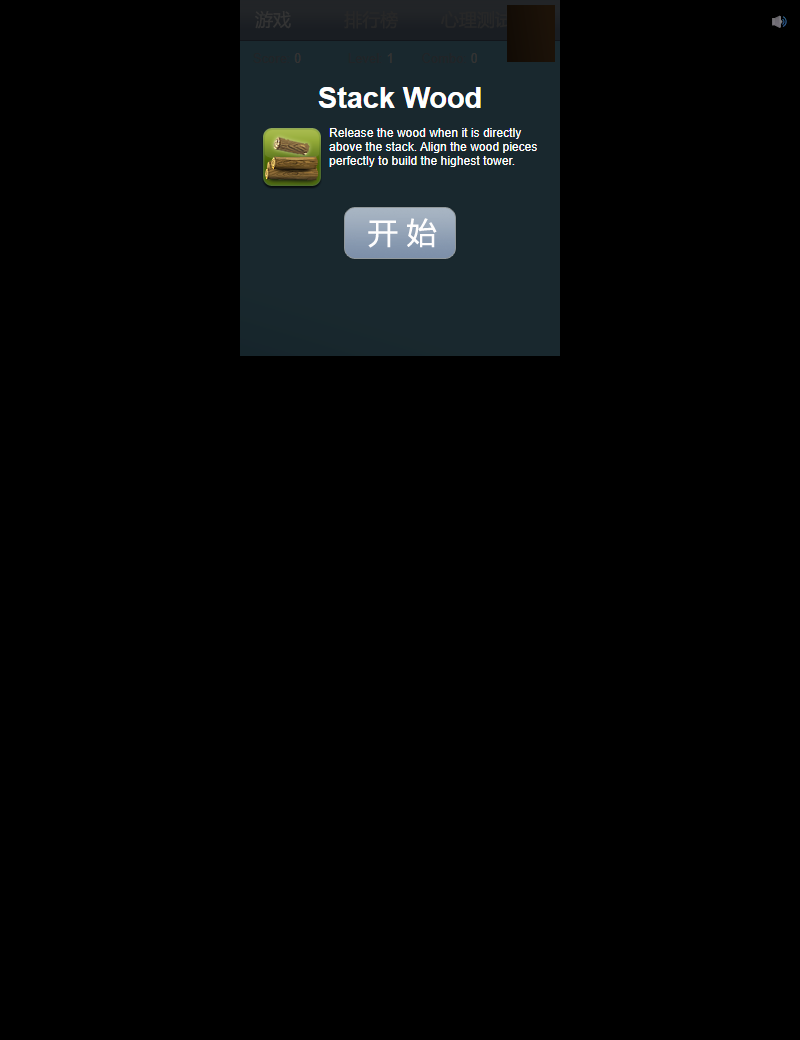 游戏 排行榜 心理测试
0 1 0
Stack Wood
Release the wood when it is directly
above the stack. Align the wood pieces
perfectly to build the highest tower.
开 始